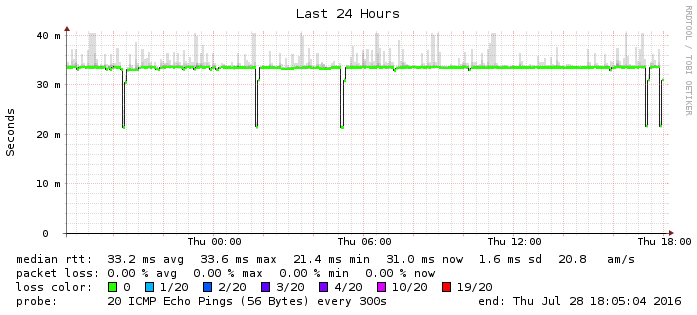 Last 24 Hours
RRDTOOL / TOBI OETIKER
Seconds
40 m
30 m
20 m
10 m
0
Thu 00:00 Thu 06:00 Thu 12:00 Thu 18:00
median rtt: 33.2 ms avg 33.6 ms max 21.4 ms min 31.0 ms now 1.6 ms sd 20.8 am/s
packet loss: 0.00 % avg 0.00 % max 0.00 % min 0.00 % now
loss color: 0 1/20 2/20 3/20 4/20 10/20 19/20
probe: 20 ICMP Echo Pings (56 Bytes) every 300s end: Thu Jul 28 18:05:04 2016